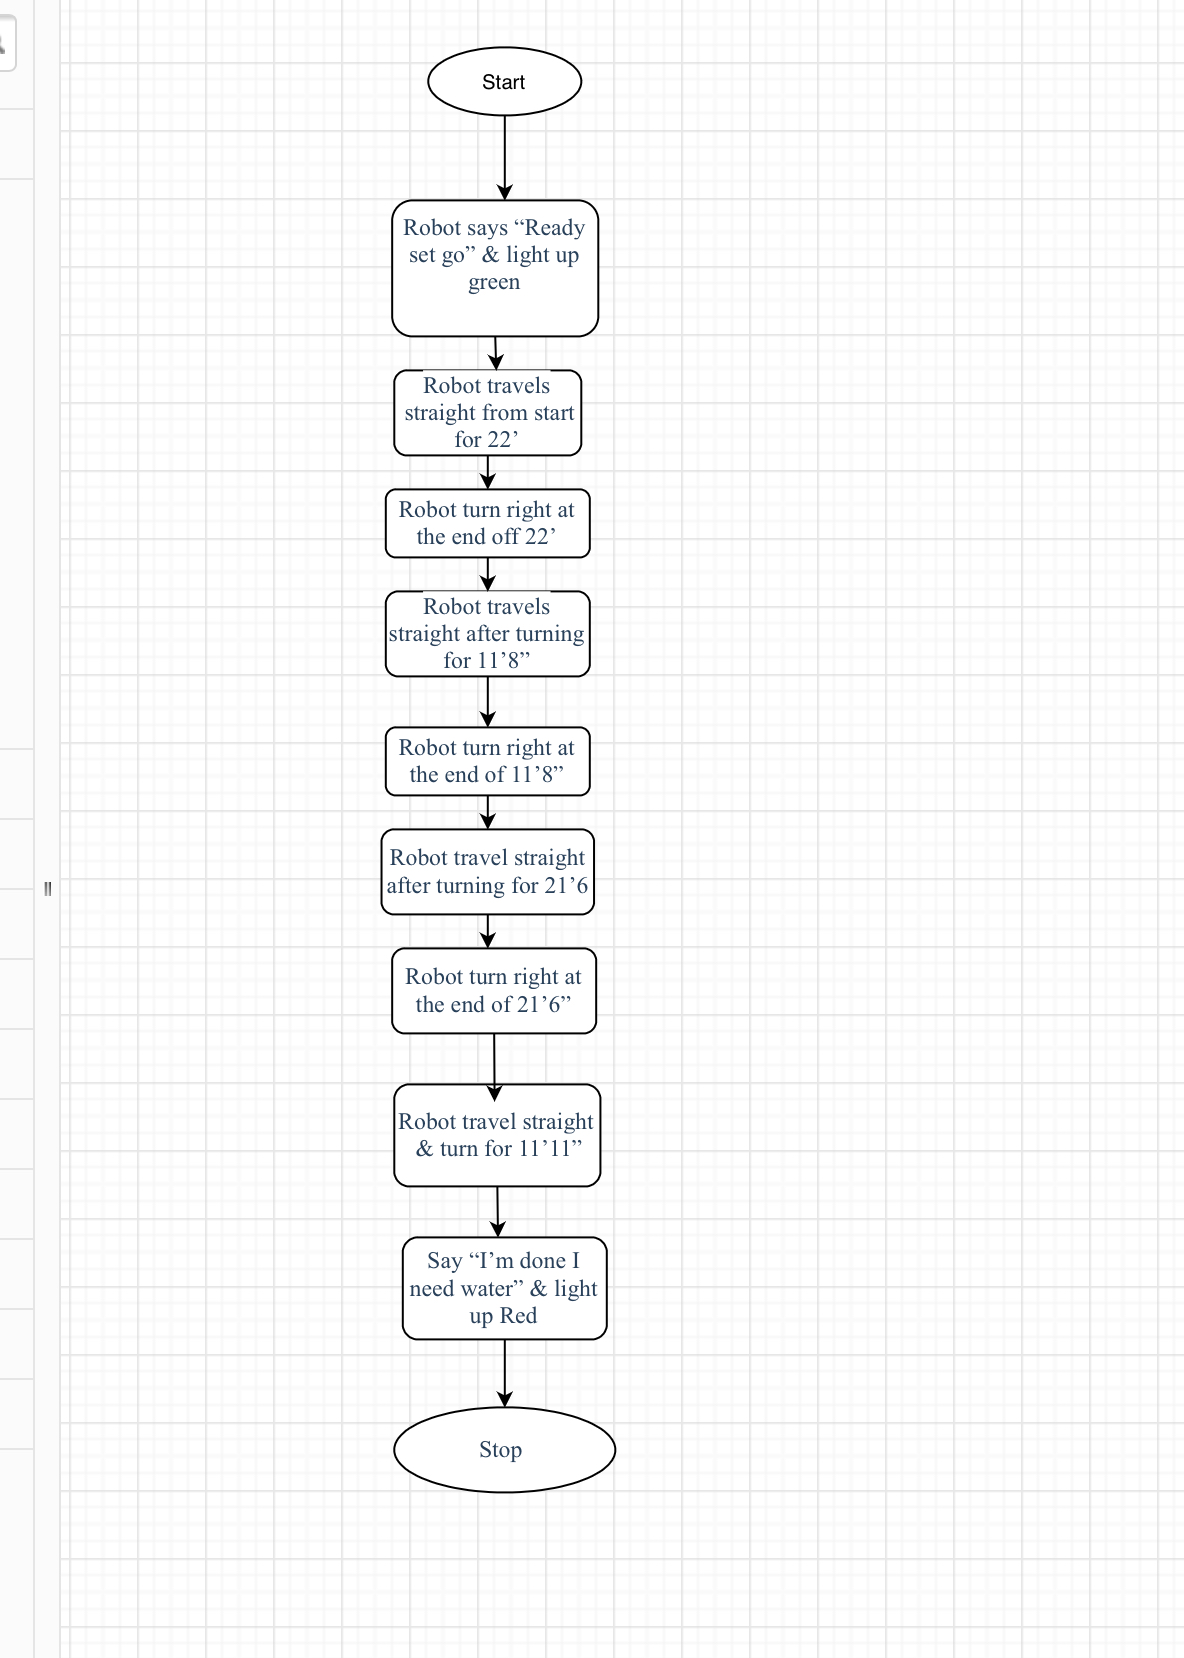 Start
Robot says “Ready
set go” & light up
green
Robot travels
straight from start
for 22’
Robot turn right at
the end off 22’
Robot travels
straight after turning
for 11’8”
Robot turn right at
the end of 11’8”
Robot travel straight
after turning for 21’6
Robot turn right at
the end of 21’6”
Robot travel straight
& turn for 11’11”
Say “I’m done I
need water” & light
up Red
Stop